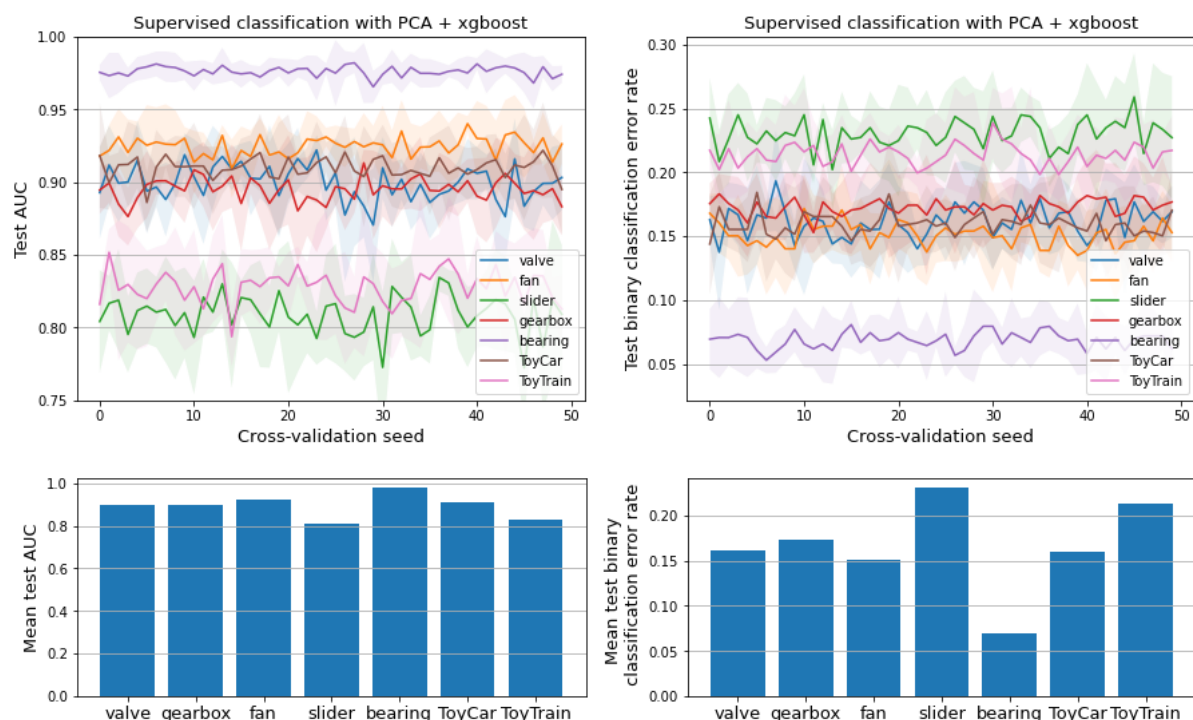 Supervised classification with PCA + xgboost
Test AUC
1.00
0.95
0.90
0.85
0.80
0.75
valve
fan
slider
gearbox
bearing
ToyCar
ToyTrain
0 10 20 30 40 50
Cross-validation seed
Supervised classification with PCA + xgboost
Test binary classification error rate
0.30
0.25
0.20
0.15
0.10
0.05
valve
fan
slider
gearbox
bearing
ToyCar
ToyTrain
0 10 20 30 40 50
Cross-validation seed
Mean test AUC
1.0
0.8
0.6
0.4
0.2
0.0
valve gearbox fan slider bearing ToyCar ToyTrain
Mean test binary
classification error rate
0.20
0.15
0.10
0.05
0.00
valve gearbox fan slider bearing ToyCar ToyTrain